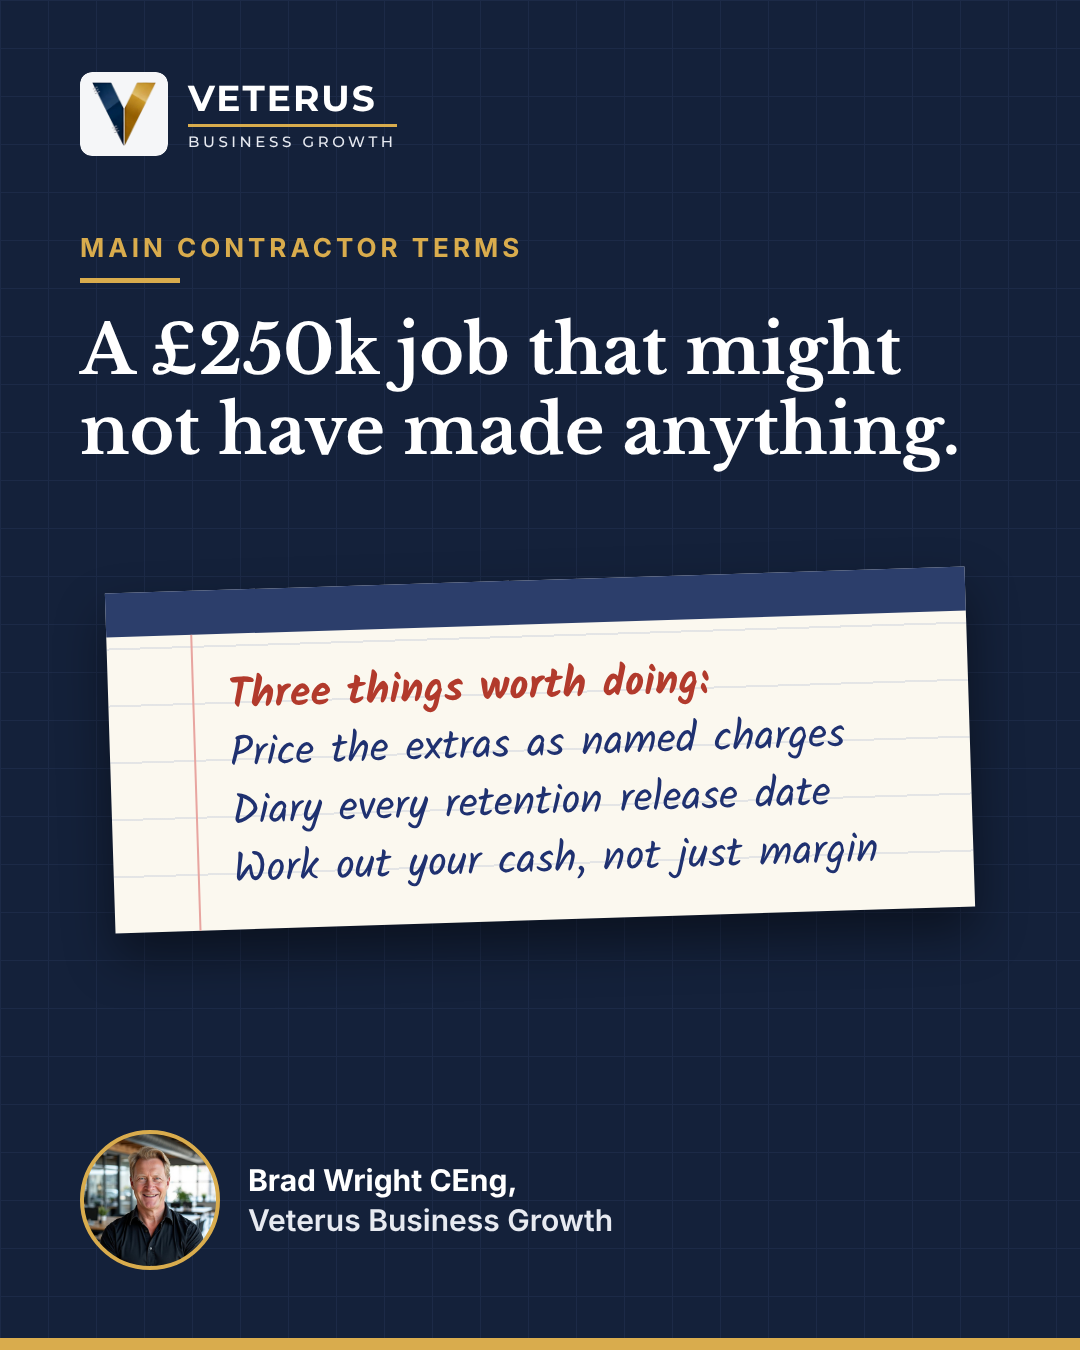 VETERUS
BUSINESS GROWTH
MAIN CONTRACTOR TERMS
A £250k job that might
not have made anything.
Three things worth doing:
Price the extras as named charges
Diary every retention release date
Work out your cash, not just margin
Brad Wright CEng,
Veterus Business Growth